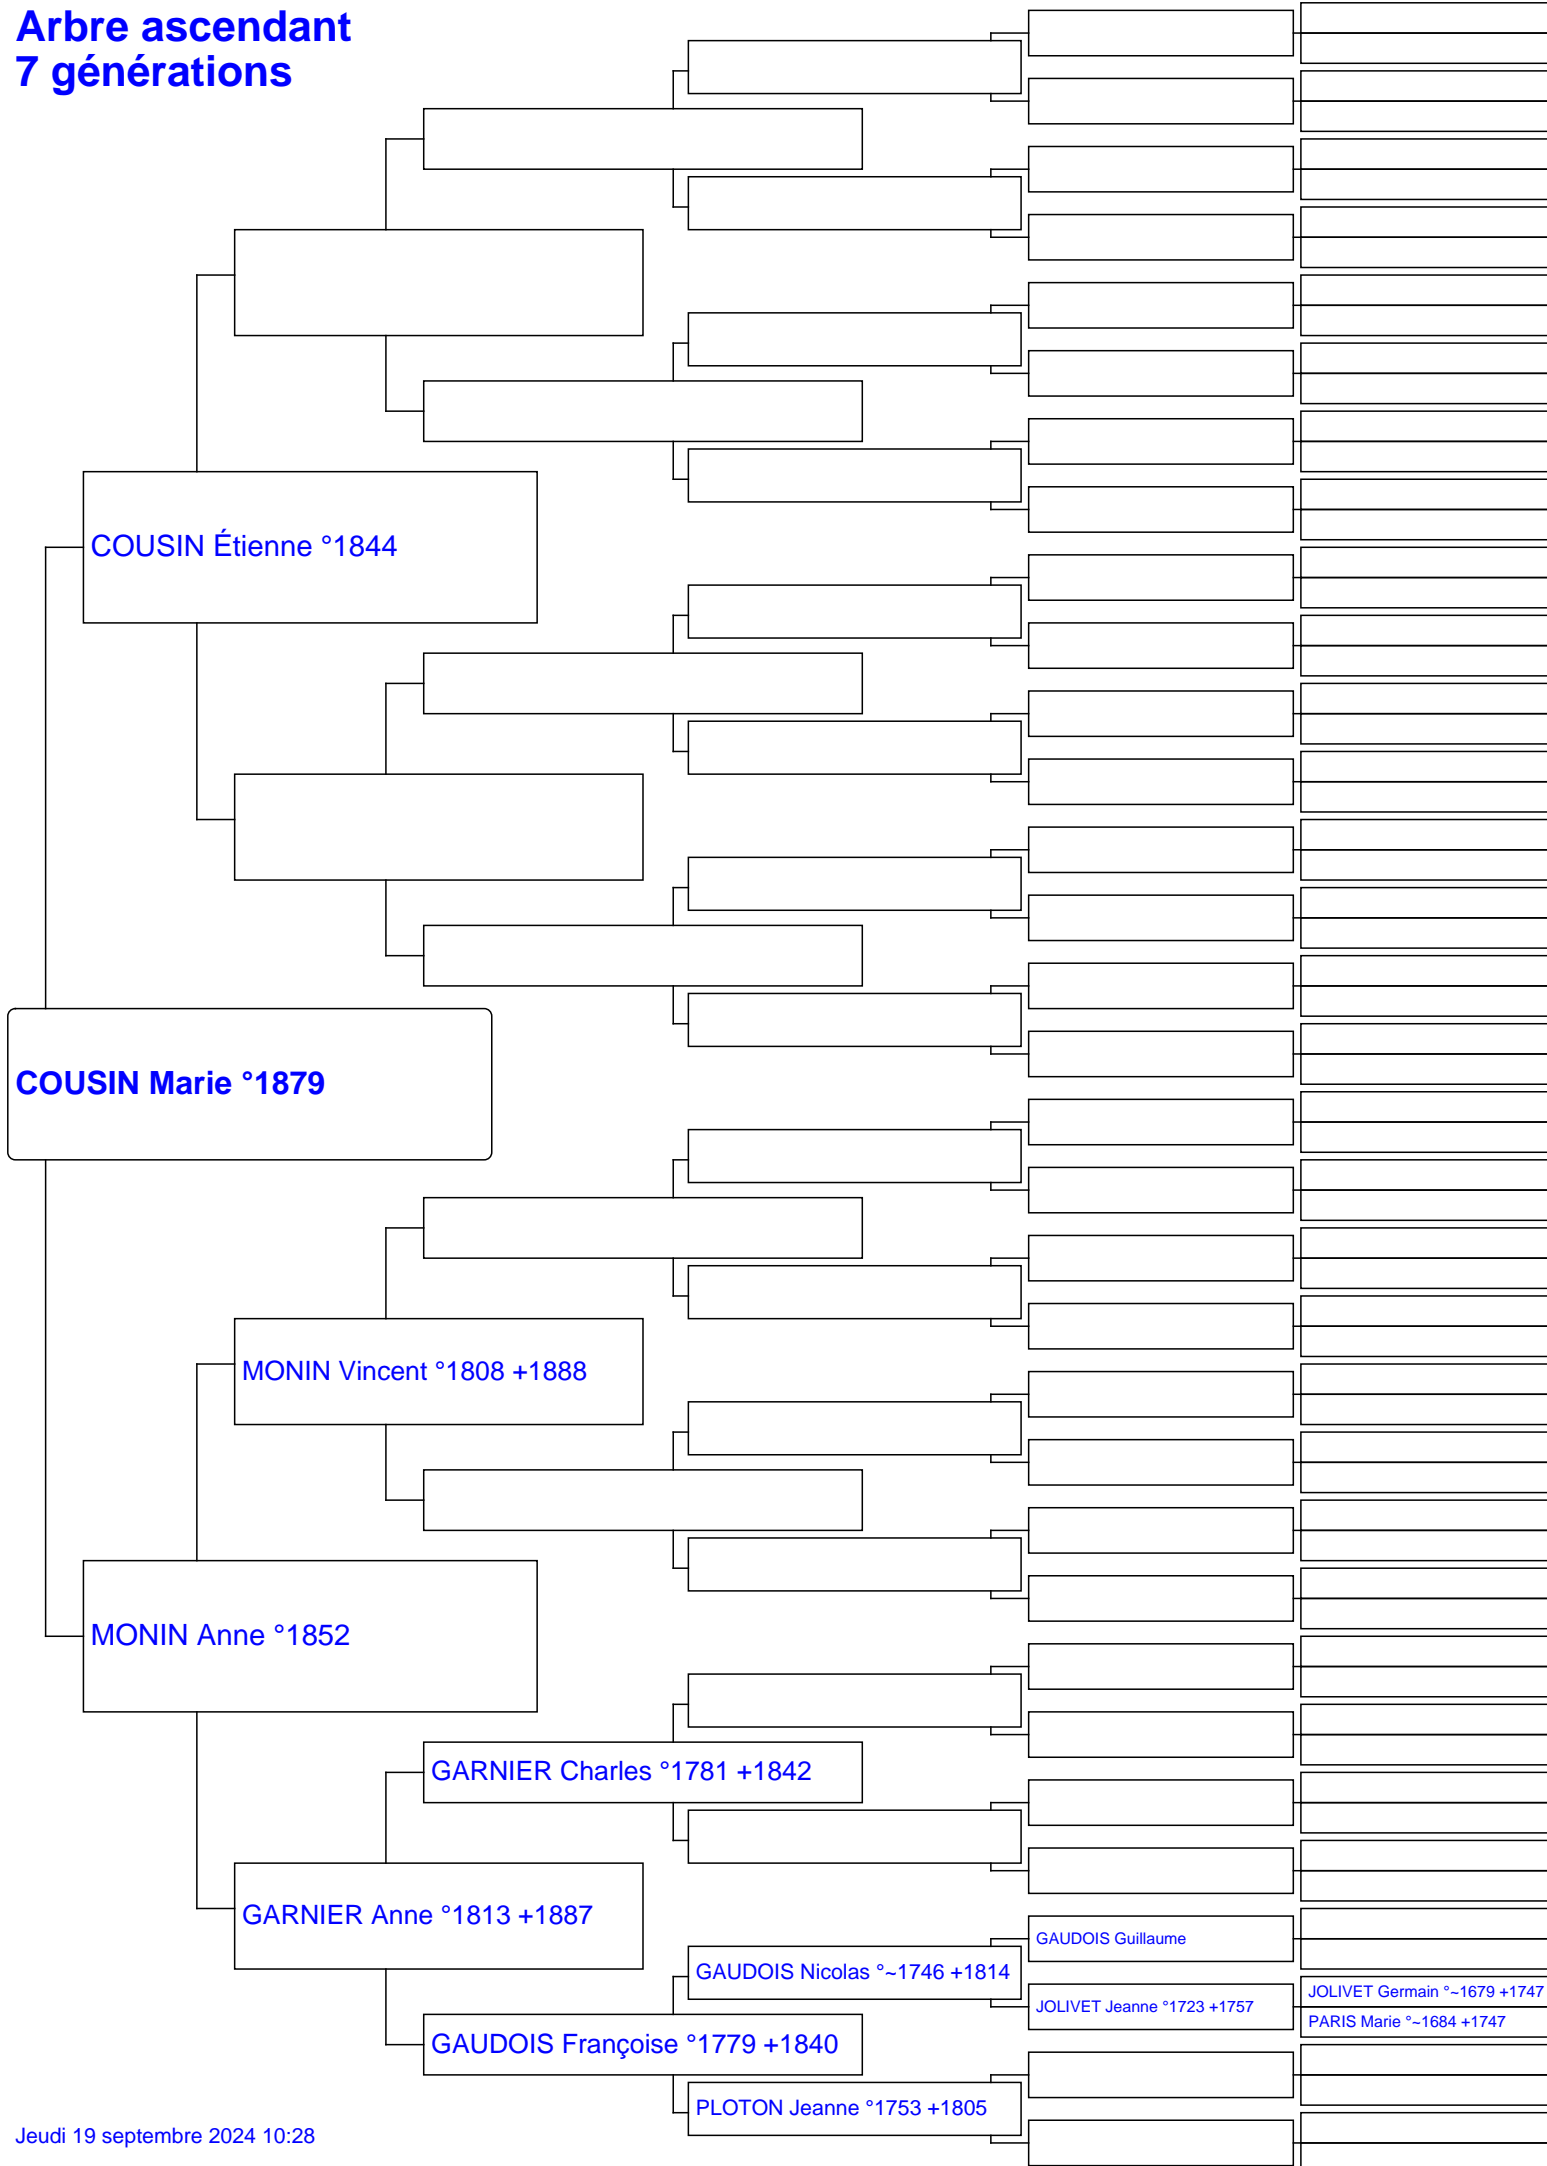 Arbre ascendant
7 générations
COUSIN Étienne °1844
COUSIN Marie °1879
MONIN Vincent °1808 +1888
MONIN Anne °1852
GARNIER Charles °1781 +1842
GARNIER Anne °1813 +1887
GAUDOIS Guillaume
GAUDOIS Nicolas °~1746 +1814
JOLIVET Germain °~1679 +1747
JOLIVET Jeanne °1723 +1757
PARIS Marie °~1684 +1747
GAUDOIS Françoise °1779 +1840
PLOTON Jeanne °1753 +1805
Jeudi 19 septembre 2024 10:28